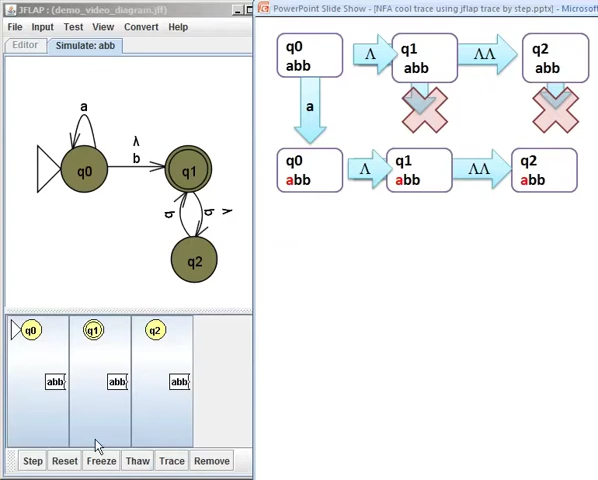 JFLAP : (demo_video_diagram.jff)
File Input Test View Convert Help
Editor Simulate: abb
a
λ
b
q0
q1
b
b
λ
q2
q0 q1 q2
abb abb abb
Step Reset Freeze Thaw Trace Remove
PowerPoint Slide Show - [NFA cool trace using jflap trace by step.pptx] - Microsoft
q0
abb
Λ
q1
abb
ΛΛ
q2
abb
a
q0
abb
Λ
q1
abb
ΛΛ
q2
abb